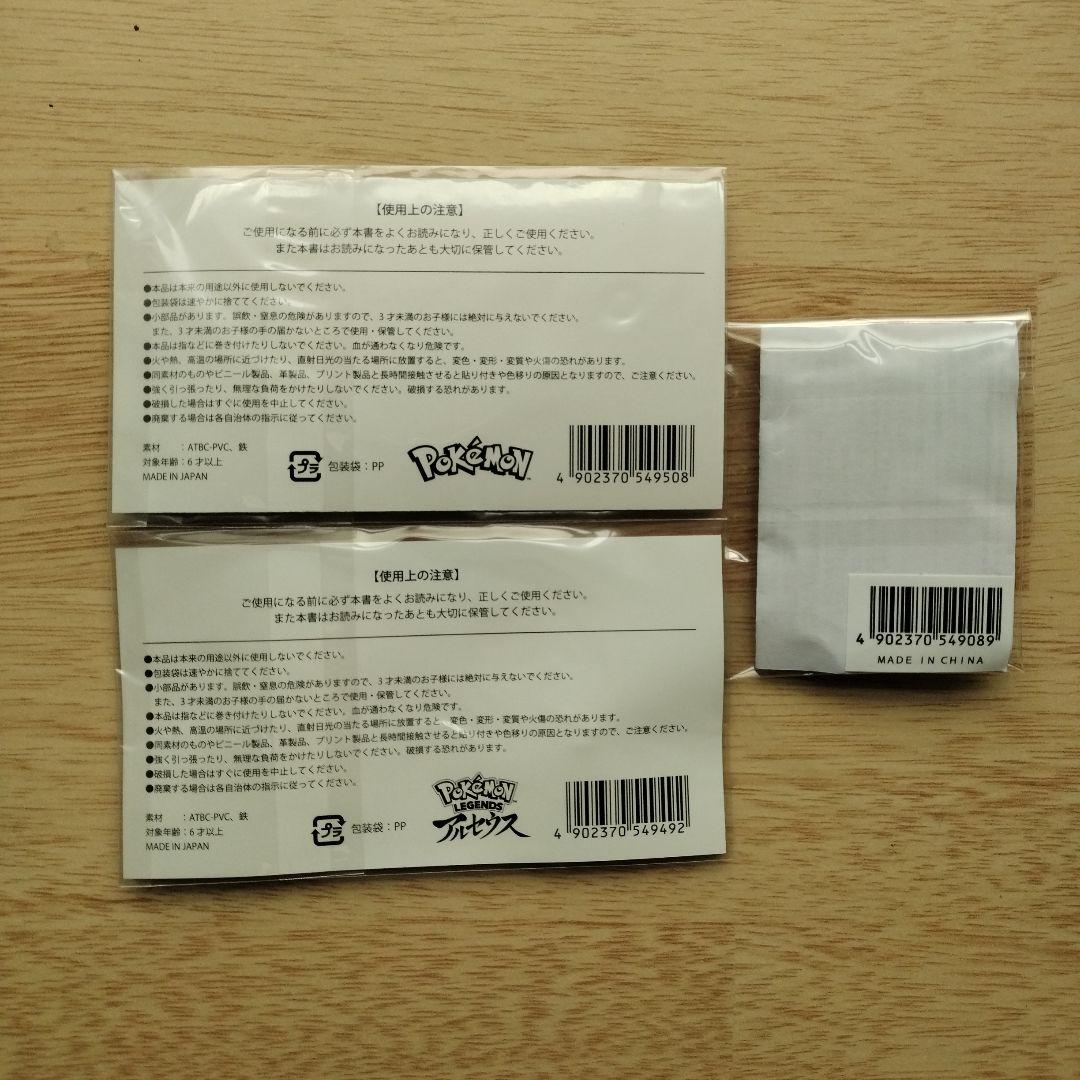 【使用上の注意】
ご使用になる前に必ず本書をよくお読みになり、正しくご使用ください。
また本書はお読みになったあとも大切に保管してください。
●本品は本来の用途以外に使用しないでください。
●包装袋は速やかに捨ててください。
●小部品があります。誤飲・窒息の危険がありますので、3才未満のお子様には絶対に与えないでください。
また、3才未満のお子様の手の届かないところで使用・保管してください。
●本品は指などに巻き付けたりしないでください。血が通わなくなり危険です。
●火や熱、高温の場所に近づけたり、直射日光の当たる場所に放置すると、変色・変形・変質や火傷の恐れがあります。
●同素材のものやビニール製品、革製品、プリント製品と長時間接触させると貼り付きや色移りの原因となりますので、ご注意ください。
●強く引っ張ったり、無理な負荷をかけたりしないでください。破損する恐れがあります。
●破損した場合はすぐに使用を中止してください。
●廃棄する場合は各自治体の指示に従ってください。
素材　　：ATBC-PVC、鉄
対象年齢：6才以上
MADE IN JAPAN
プラ 包装袋：PP
POKéMON
4 902370 549508
【使用上の注意】
ご使用になる前に必ず本書をよくお読みになり、正しくご使用ください。
また本書はお読みになったあとも大切に保管してください。
●本品は本来の用途以外に使用しないでください。
●包装袋は速やかに捨ててください。
●小部品があります。誤飲・窒息の危険がありますので、3才未満のお子様には絶対に与えないでください。
また、3才未満のお子様の手の届かないところで使用・保管してください。
●本品は指などに巻き付けたりしないでください。血が通わなくなり危険です。
●火や熱、高温の場所に近づけたり、直射日光の当たる場所に放置すると、変色・変形・変質や火傷の恐れがあります。
●同素材のものやビニール製品、革製品、プリント製品と長時間接触させると貼り付きや色移りの原因となりますので、ご注意ください。
●強く引っ張ったり、無理な負荷をかけたりしないでください。破損する恐れがあります。
●破損した場合はすぐに使用を中止してください。
●廃棄する場合は各自治体の指示に従ってください。
素材　　：ATBC-PVC、鉄
対象年齢：6才以上
MADE IN JAPAN
プラ 包装袋：PP
POKéMON
LEGENDS
アルセウス
4 902370 549492
4 902370 549089
MADE IN CHINA